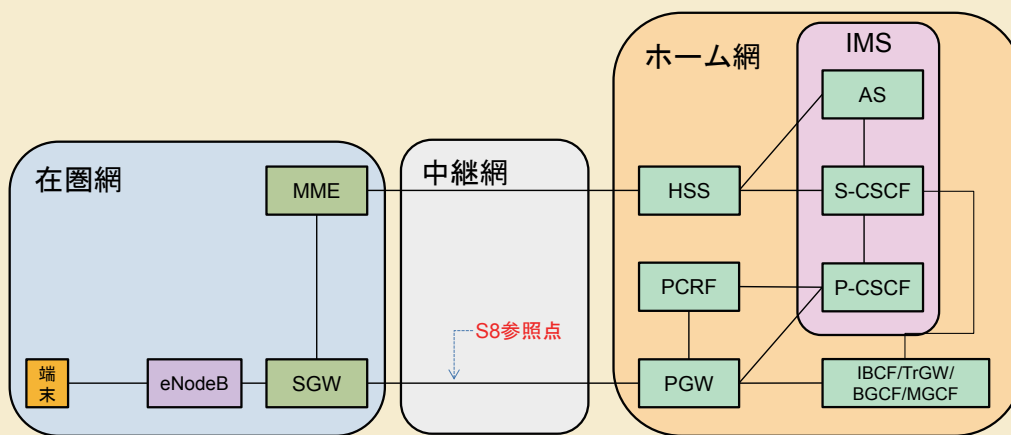 ホーム網
IMS
AS
在圏網
MME
中継網
HSS
S-CSCF
PCRF
P-CSCF
S8参照点
端
末
eNodeB
SGW
PGW
IBCF/TrGW/
BGCF/MGCF